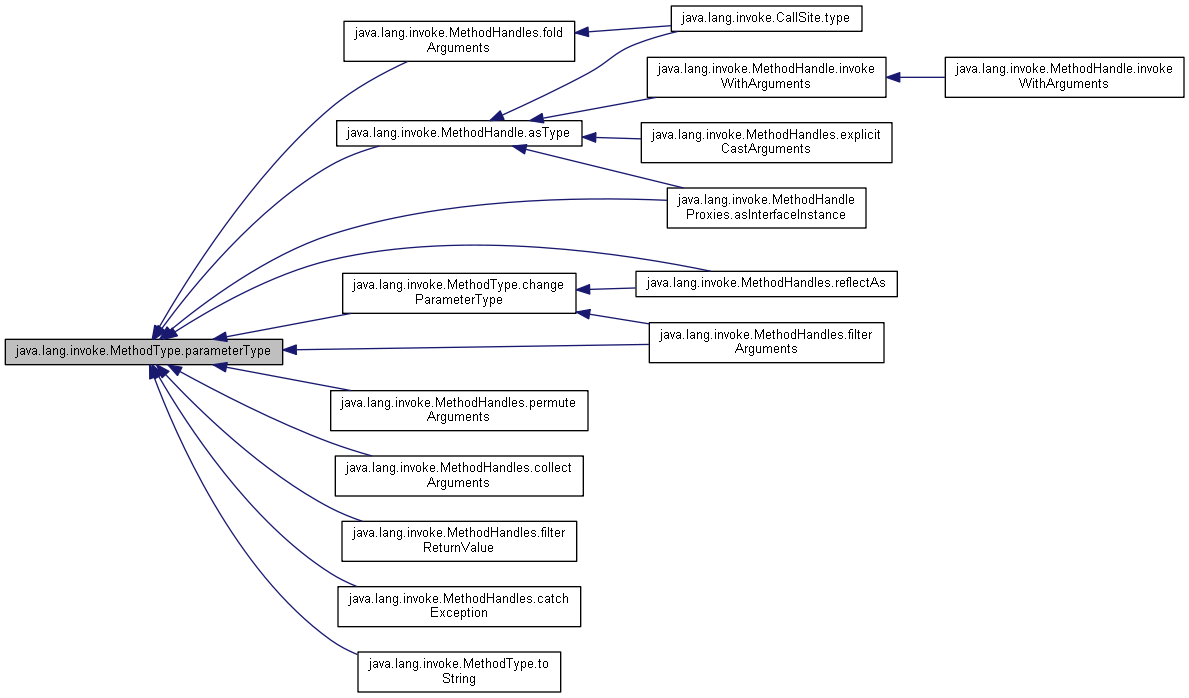 java.lang.invoke.MethodHandles.fold
Arguments
java.lang.invoke.CallSite.type
java.lang.invoke.MethodHandle.invoke
WithArguments
java.lang.invoke.MethodHandle.invoke
WithArguments
java.lang.invoke.MethodHandle.asType
java.lang.invoke.MethodHandles.explicit
CastArguments
java.lang.invoke.MethodHandle
Proxies.asInterfaceInstance
java.lang.invoke.MethodType.change
ParameterType
java.lang.invoke.MethodHandles.reflectAs
java.lang.invoke.MethodHandles.filter
Arguments
java.lang.invoke.MethodType.parameterType
java.lang.invoke.MethodHandles.permute
Arguments
java.lang.invoke.MethodHandles.collect
Arguments
java.lang.invoke.MethodHandles.filter
ReturnValue
java.lang.invoke.MethodHandles.catch
Exception
java.lang.invoke.MethodType.to
String